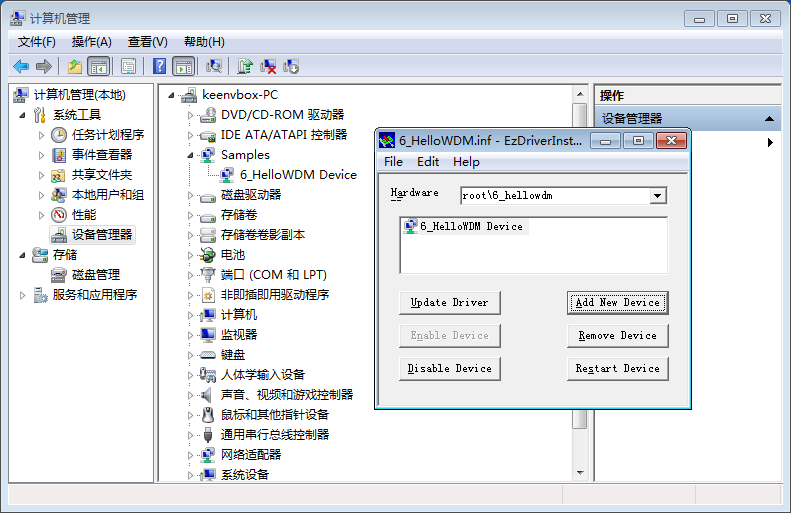 计算机管理
文件(F) 操作(A) 查看(V) 帮助(H)
计算机管理(本地)
系统工具
任务计划程序
事件查看器
共享文件夹
本地用户和组
性能
设备管理器
存储
磁盘管理
服务和应用程序
keenvbox-PC
DVD/CD-ROM 驱动器
IDE ATA/ATAPI 控制器
Samples
6_HelloWDM Device
磁盘驱动器
存储卷
存储卷卷影副本
电池
端口 (COM 和 LPT)
非即插即用驱动程序
计算机
监视器
键盘
人体学输入设备
声音、视频和游戏控制器
鼠标和其他指针设备
通用串行总线控制器
网络适配器
系统设备
操作
设备管理器
6_HelloWDM.inf - EzDriverInst...
File Edit Help
Hardware root\6_hellowdm
6_HelloWDM Device
Update Driver Add New Device
Enable Device Remove Device
Disable Device Restart Device